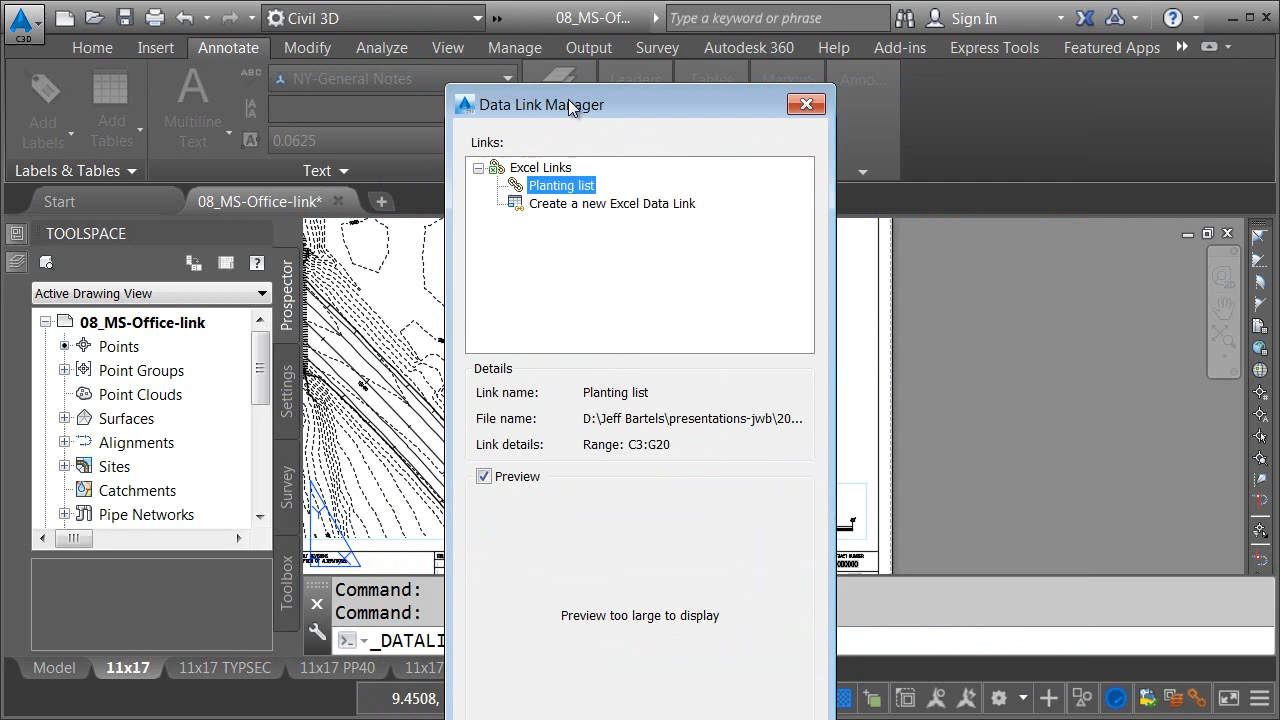 C3D
Civil 3D
08_MS-Of...
Type a keyword or phrase
Sign In
Home
Insert
Annotate
Modify
Analyze
View
Manage
Output
Survey
Autodesk 360
Help
Add-ins
Express Tools
Featured Apps
Add
Labels
Add
Tables
Multiline
Text
ABC
NY-General Notes
0.0625
Leaders
Tables
Markup
Anno...
Labels & Tables
Text
Start
08_MS-Office-link*
TOOLSPACE
Active Drawing View
08_MS-Office-link
Points
Point Groups
Point Clouds
Surfaces
Alignments
Sites
Catchments
Pipe Networks
Prospector
Settings
Survey
Toolbox
Data Link Manager
Links:
Excel Links
Planting list
Create a new Excel Data Link
Details
Link name: Planting list
File name: D:\Jeff Bartels\presentations-jwb\20...
Link details: Range: C3:G20
Preview
Preview too large to display
Command:
Command:
_DATALI
Model
11x17
11x17 TYPSEC
11x17 PP40
11x17
9.4508,